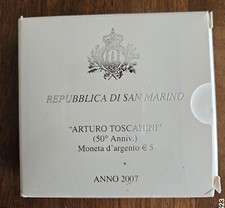 REPUBBLICA DI SAN MARINO
"ARTURO TOSCANINI"
(50° Anniv.)
Moneta d'argento € 5
ANNO 2007